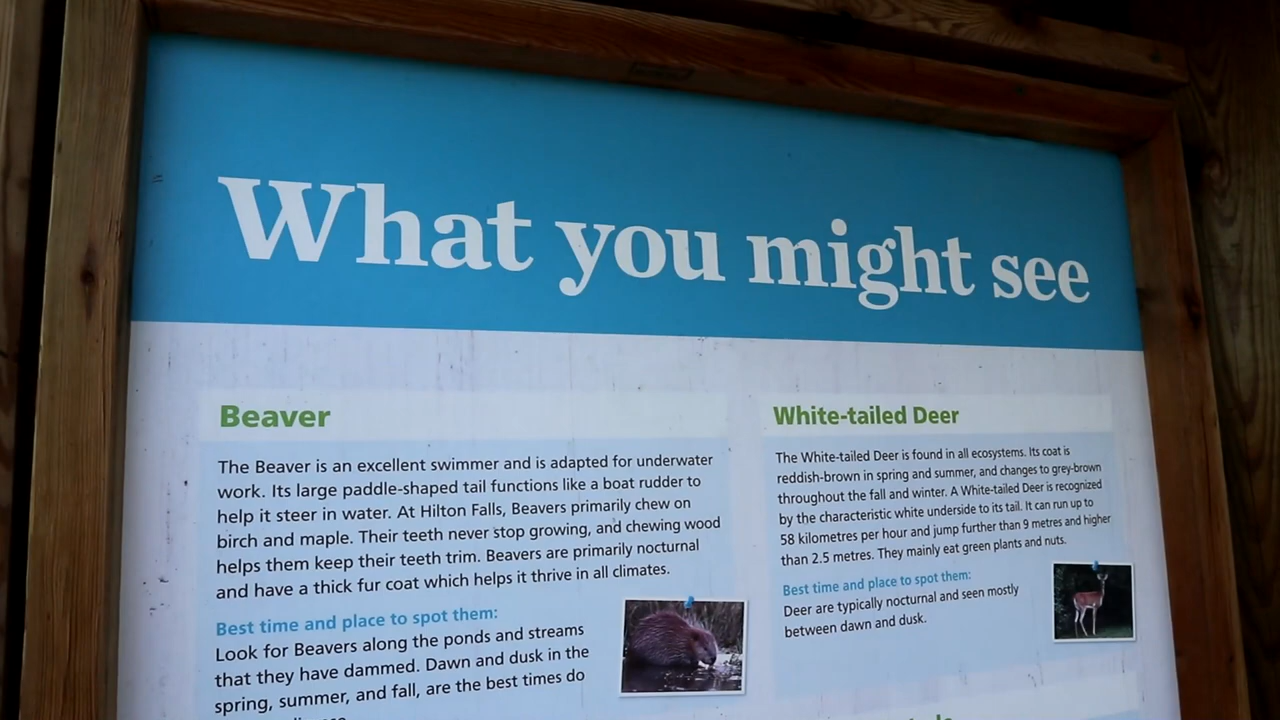 What you might see
Beaver
The Beaver is an excellent swimmer and is adapted for underwater
work. Its large paddle-shaped tail functions like a boat rudder to
help it steer in water. At Hilton Falls, Beavers primarily chew on
birch and maple. Their teeth never stop growing, and chewing wood
helps them keep their teeth trim. Beavers are primarily nocturnal
and have a thick fur coat which helps it thrive in all climates.
Best time and place to spot them:
Look for Beavers along the ponds and streams
that they have dammed. Dawn and dusk in the
spring, summer, and fall, are the best times do
White-tailed Deer
The White-tailed Deer is found in all ecosystems. Its coat is
reddish-brown in spring and summer, and changes to grey-brown
throughout the fall and winter. A White-tailed Deer is recognized
by the characteristic white underside to its tail. It can run up to
58 kilometres per hour and jump further than 9 metres and higher
than 2.5 metres. They mainly eat green plants and nuts.
Best time and place to spot them:
Deer are typically nocturnal and seen mostly
between dawn and dusk.